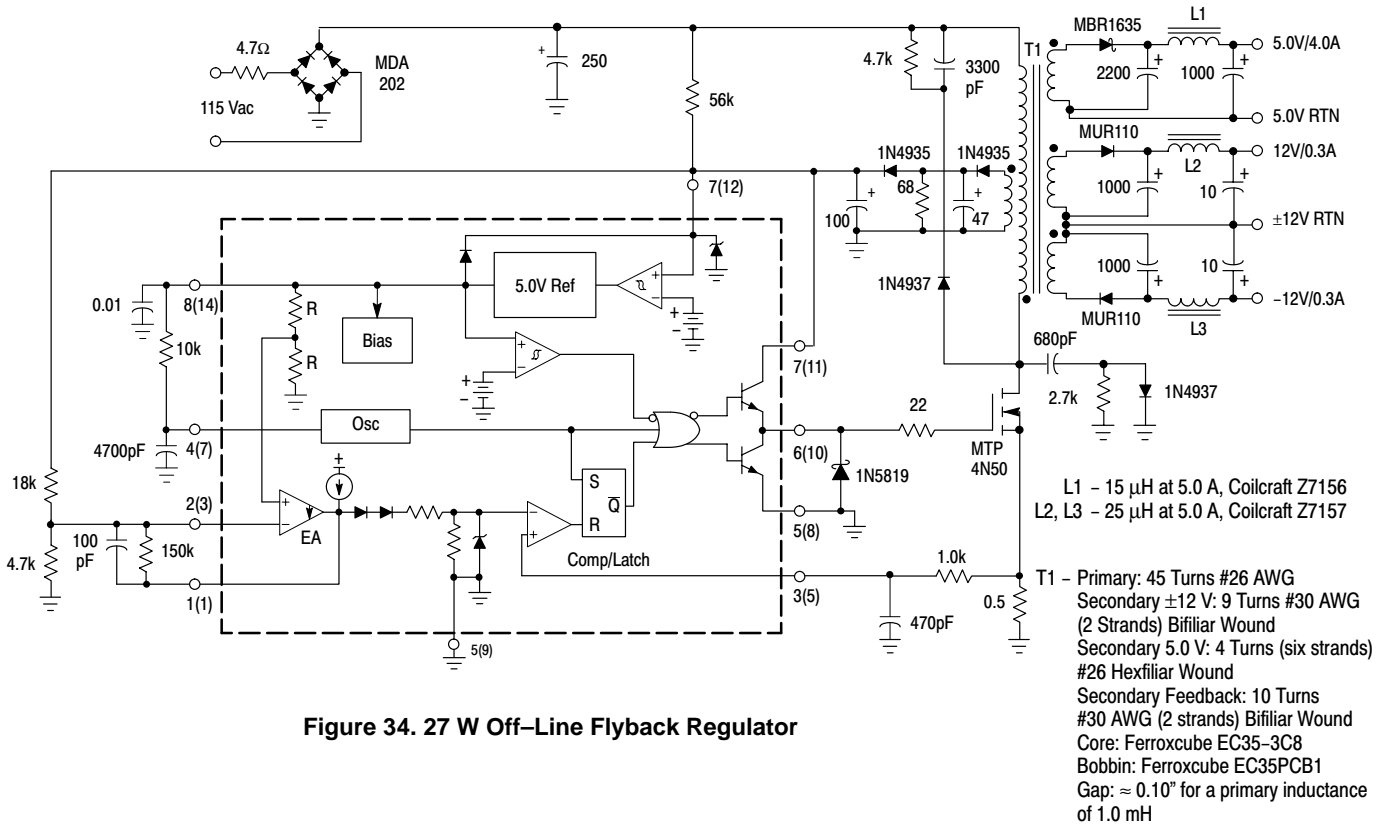 4.7Ω
MDA
202
115 Vac
+
250
56k
4.7k
3300
pF
T1
MBR1635
L1
5.0V/4.0A
2200
+
1000
+
5.0V RTN
MUR110
L2
12V/0.3A
1000
+
10
+
±12V RTN
1000
+
10
+
–12V/0.3A
MUR110
L3
1N4935
1N4935
68
+
100
+
47
7(12)
1N4937
680pF
2.7k
1N4937
0.01
8(14)
10k
R
R
Bias
5.0V Ref
+
–
+
–
+
–
+
–
7(11)
4700pF
4(7)
Osc
22
6(10)
MTP
4N50
1N5819
18k
2(3)
+
–
EA
+
S
Q
R
–
+
Comp/Latch
5(8)
100
pF
150k
4.7k
1(1)
1.0k
3(5)
470pF
0.5
5(9)
L1 – 15 μH at 5.0 A, Coilcraft Z7156
L2, L3 – 25 μH at 5.0 A, Coilcraft Z7157
T1 – Primary: 45 Turns #26 AWG
Secondary ±12 V: 9 Turns #30 AWG
(2 Strands) Bifiliar Wound
Secondary 5.0 V: 4 Turns (six strands)
#26 Hexfiliar Wound
Secondary Feedback: 10 Turns
#30 AWG (2 strands) Bifiliar Wound
Core: Ferroxcube EC35–3C8
Bobbin: Ferroxcube EC35PCB1
Gap: ≈ 0.10" for a primary inductance
of 1.0 mH
Figure 34. 27 W Off–Line Flyback Regulator